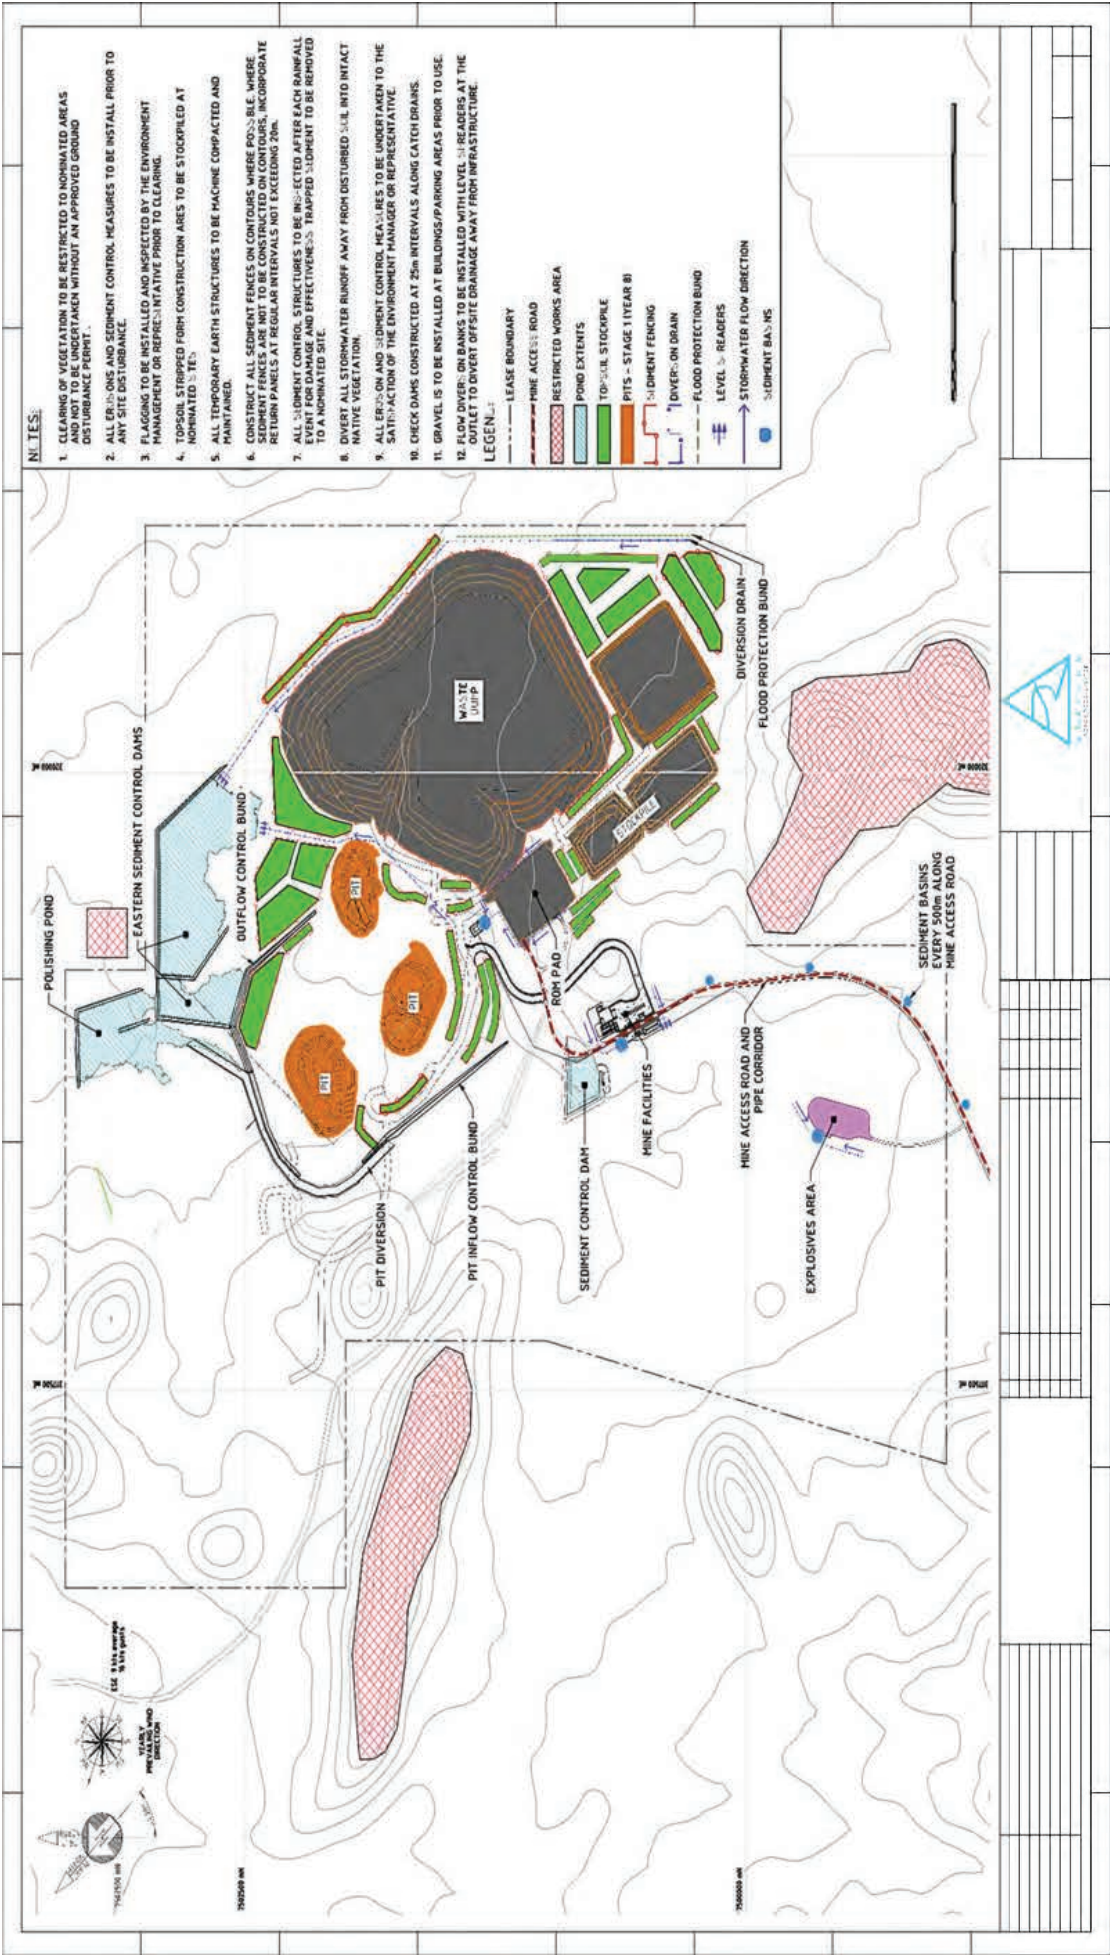 NOTES:
1. CLEARING OF VEGETATION TO BE RESTRICTED TO NOMINATED AREAS
AND NOT TO BE UNDERTAKEN WITHOUT AN APPROVED GROUND
DISTURBANCE PERMIT.
2. ALL EROSIONS AND SEDIMENT CONTROL MEASURES TO BE INSTALL PRIOR TO
ANY SITE DISTURBANCE.
3. FLAGGING TO BE INSTALLED AND INSPECTED BY THE ENVIRONMENT
MANAGEMENT OR REPRESENTATIVE PRIOR TO CLEARING.
4. TOPSOIL STRIPPED FORM CONSTRUCTION ARES TO BE STOCKPILED AT
NOMINATED SITES
5. ALL TEMPORARY EARTH STRUCTURES TO BE MACHINE COMPACTED AND
MAINTAINED.
6. CONSTRUCT ALL SEDIMENT FENCES ON CONTOURS WHERE POSSIBLE. WHERE
SEDIMENT FENCES ARE NOT TO BE CONSTRUCTED ON CONTOURS, INCORPORATE
RETURN PANELS AT REGULAR INTERVALS NOT EXCEEDING 20m.
7. ALL SEDIMENT CONTROL STRUCTURES TO BE INSPECTED AFTER EACH RAINFALL
EVENT FOR DAMAGE AND EFFECTIVENESS. TRAPPED SEDIMENT TO BE REMOVED
TO A NOMINATED SITE.
8. DIVERT ALL STORMWATER RUNOFF AWAY FROM DISTURBED SOIL INTO INTACT
NATIVE VEGETATION.
9. ALL EROSION AND SEDIMENT CONTROL MEASURES TO BE UNDERTAKEN TO THE
SATISFACTION OF THE ENVIRONMENT MANAGER OR REPRESENTATIVE.
10. CHECK DAMS CONSTRUCTED AT 25m INTERVALS ALONG CATCH DRAINS.
11. GRAVEL IS TO BE INSTALLED AT BUILDINGS/PARKING AREAS PRIOR TO USE.
12. FLOW DIVERSION BANKS TO BE INSTALLED WITH LEVEL SPREADERS AT THE
OUTLET TO DIVERT OFFSITE DRAINAGE AWAY FROM INFRASTRUCTURE.
LEGEND:
LEASE BOUNDARY
MINE ACCESS ROAD
RESTRICTED WORKS AREA
POND EXTENTS
TOPSOIL STOCKPILE
PITS - STAGE 1 (YEAR 8)
SEDIMENT FENCING
DIVERSION DRAIN
FLOOD PROTECTION BUND
LEVEL SPREADERS
STORMWATER FLOW DIRECTION
SEDIMENT BASINS
POLISHING POND
EASTERN SEDIMENT CONTROL DAMS
OUTFLOW CONTROL BUND
WASTE
DUMP
PIT
PIT
PIT
STOCKPILE
ROM PAD
DIVERSION DRAIN
FLOOD PROTECTION BUND
PIT DIVERSION
PIT INFLOW CONTROL BUND
SEDIMENT CONTROL DAM
MINE FACILITIES
MINE ACCESS ROAD AND
PIPE CORRIDOR
EXPLOSIVES AREA
SEDIMENT BASINS
EVERY 500m ALONG
MINE ACCESS ROAD
YEARLY
PREVAILING WIND
DIRECTION
7502500 mN
7500000 mN